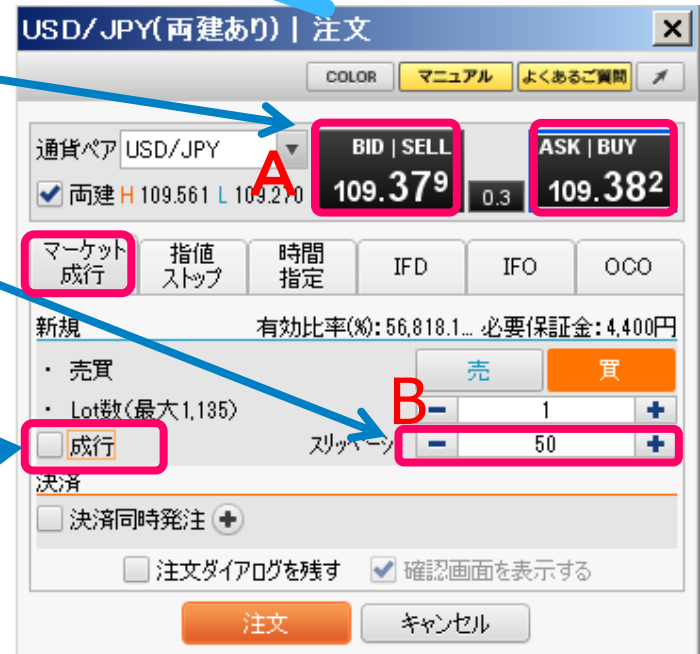 USD/JPY(両建あり) | 注文
COLOR マニュアル よくあるご質問
通貨ペア USD/JPY
A
BID | SELL
ASK | BUY
両建 H 109.561 L 109.270
109.379
0.3
109.382
マーケット 成行
指値 ストップ
時間 指定
IFD
IFO
OCO
新規 有効比率(%): 56,818.1... 必要保証金: 4,400円
・ 売買 売 買
B
・ Lot数(最大1,135) 1
成行 スリッページ 50
決済
決済同時発注
注文ダイアログを残す 確認画面を表示する
注文 キャンセル